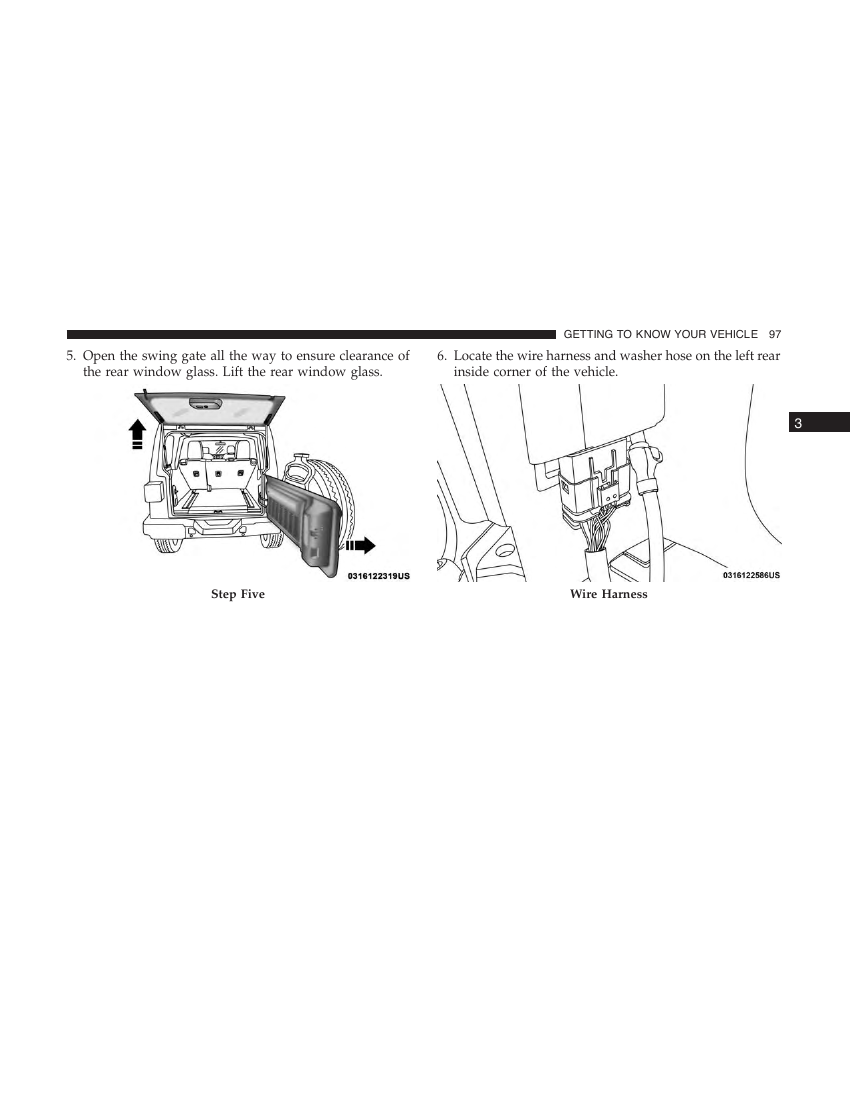 GETTING TO KNOW YOUR VEHICLE 97
5. Open the swing gate all the way to ensure clearance of
the rear window glass. Lift the rear window glass.
0316122319US
Step Five
6. Locate the wire harness and washer hose on the left rear
inside corner of the vehicle.
0316122586US
Wire Harness
3